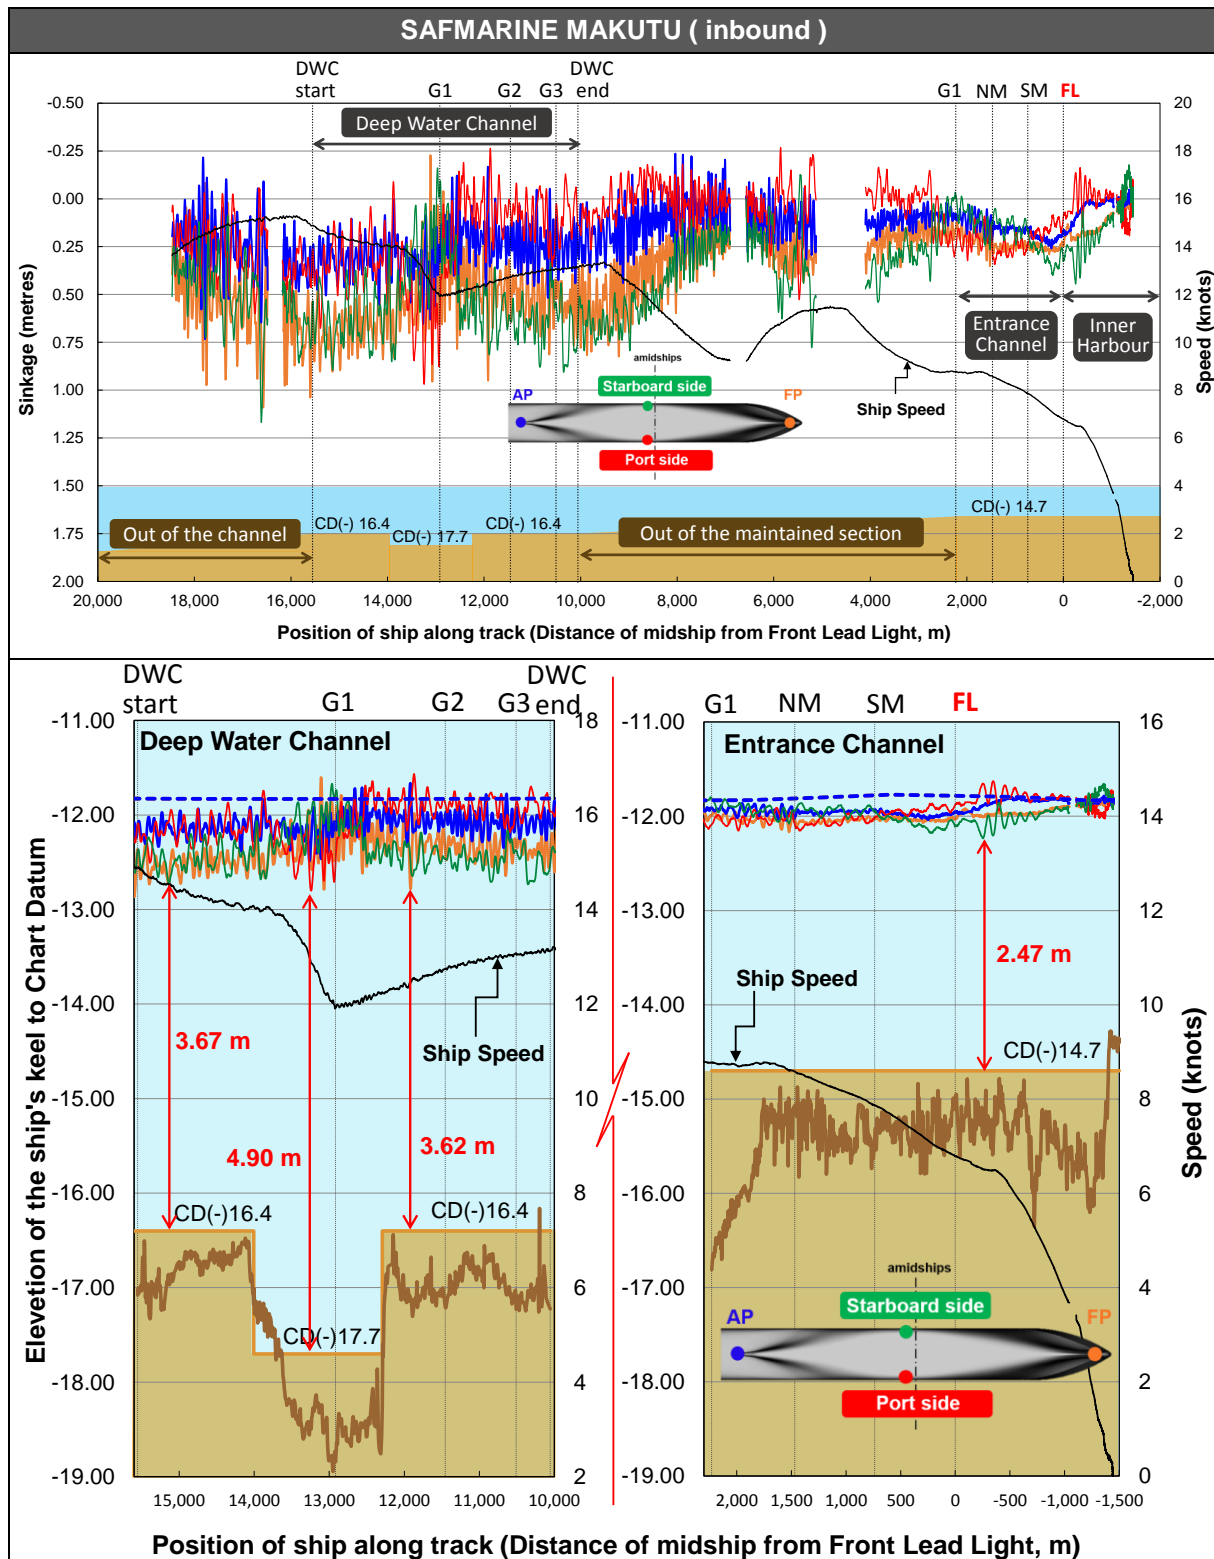 SAFMARINE MAKUTU ( inbound )
DWC start G1 G2 G3 DWC end G1 NM SM FL
Deep Water Channel
Sinkage (metres)
-0.50
-0.25
0.00
0.25
0.50
0.75
1.00
1.25
1.50
1.75
2.00
Speed (knots)
20
18
16
14
12
10
8
6
4
2
0
Entrance Channel
Inner Harbour
amidships
Starboard side
AP
FP
Port side
Ship Speed
Out of the channel
CD(-) 16.4
CD(-) 17.7
CD(-) 16.4
Out of the maintained section
CD(-) 14.7
20,000 18,000 16,000 14,000 12,000 10,000 8,000 6,000 4,000 2,000 0 -2,000
Position of ship along track (Distance of midship from Front Lead Light, m)
DWC start G1 G2 G3 DWC end
G1 NM SM FL
Elevetion of the ship's keel to Chart Datum
-11.00
-12.00
-13.00
-14.00
-15.00
-16.00
-17.00
-18.00
-19.00
Deep Water Channel
18
16
14
12
10
8
6
4
2
3.67 m
4.90 m
3.62 m
Ship Speed
CD(-)16.4
CD(-)17.7
CD(-)16.4
15,000 14,000 13,000 12,000 11,000 10,000
-11.00
-12.00
-13.00
-14.00
-15.00
-16.00
-17.00
-18.00
-19.00
Entrance Channel
16
14
12
10
8
6
4
2
0
Speed (knots)
2.47 m
Ship Speed
CD(-)14.7
amidships
Starboard side
AP
FP
Port side
2,000 1,500 1,000 500 0 -500 -1,000 -1,500
Position of ship along track (Distance of midship from Front Lead Light, m)